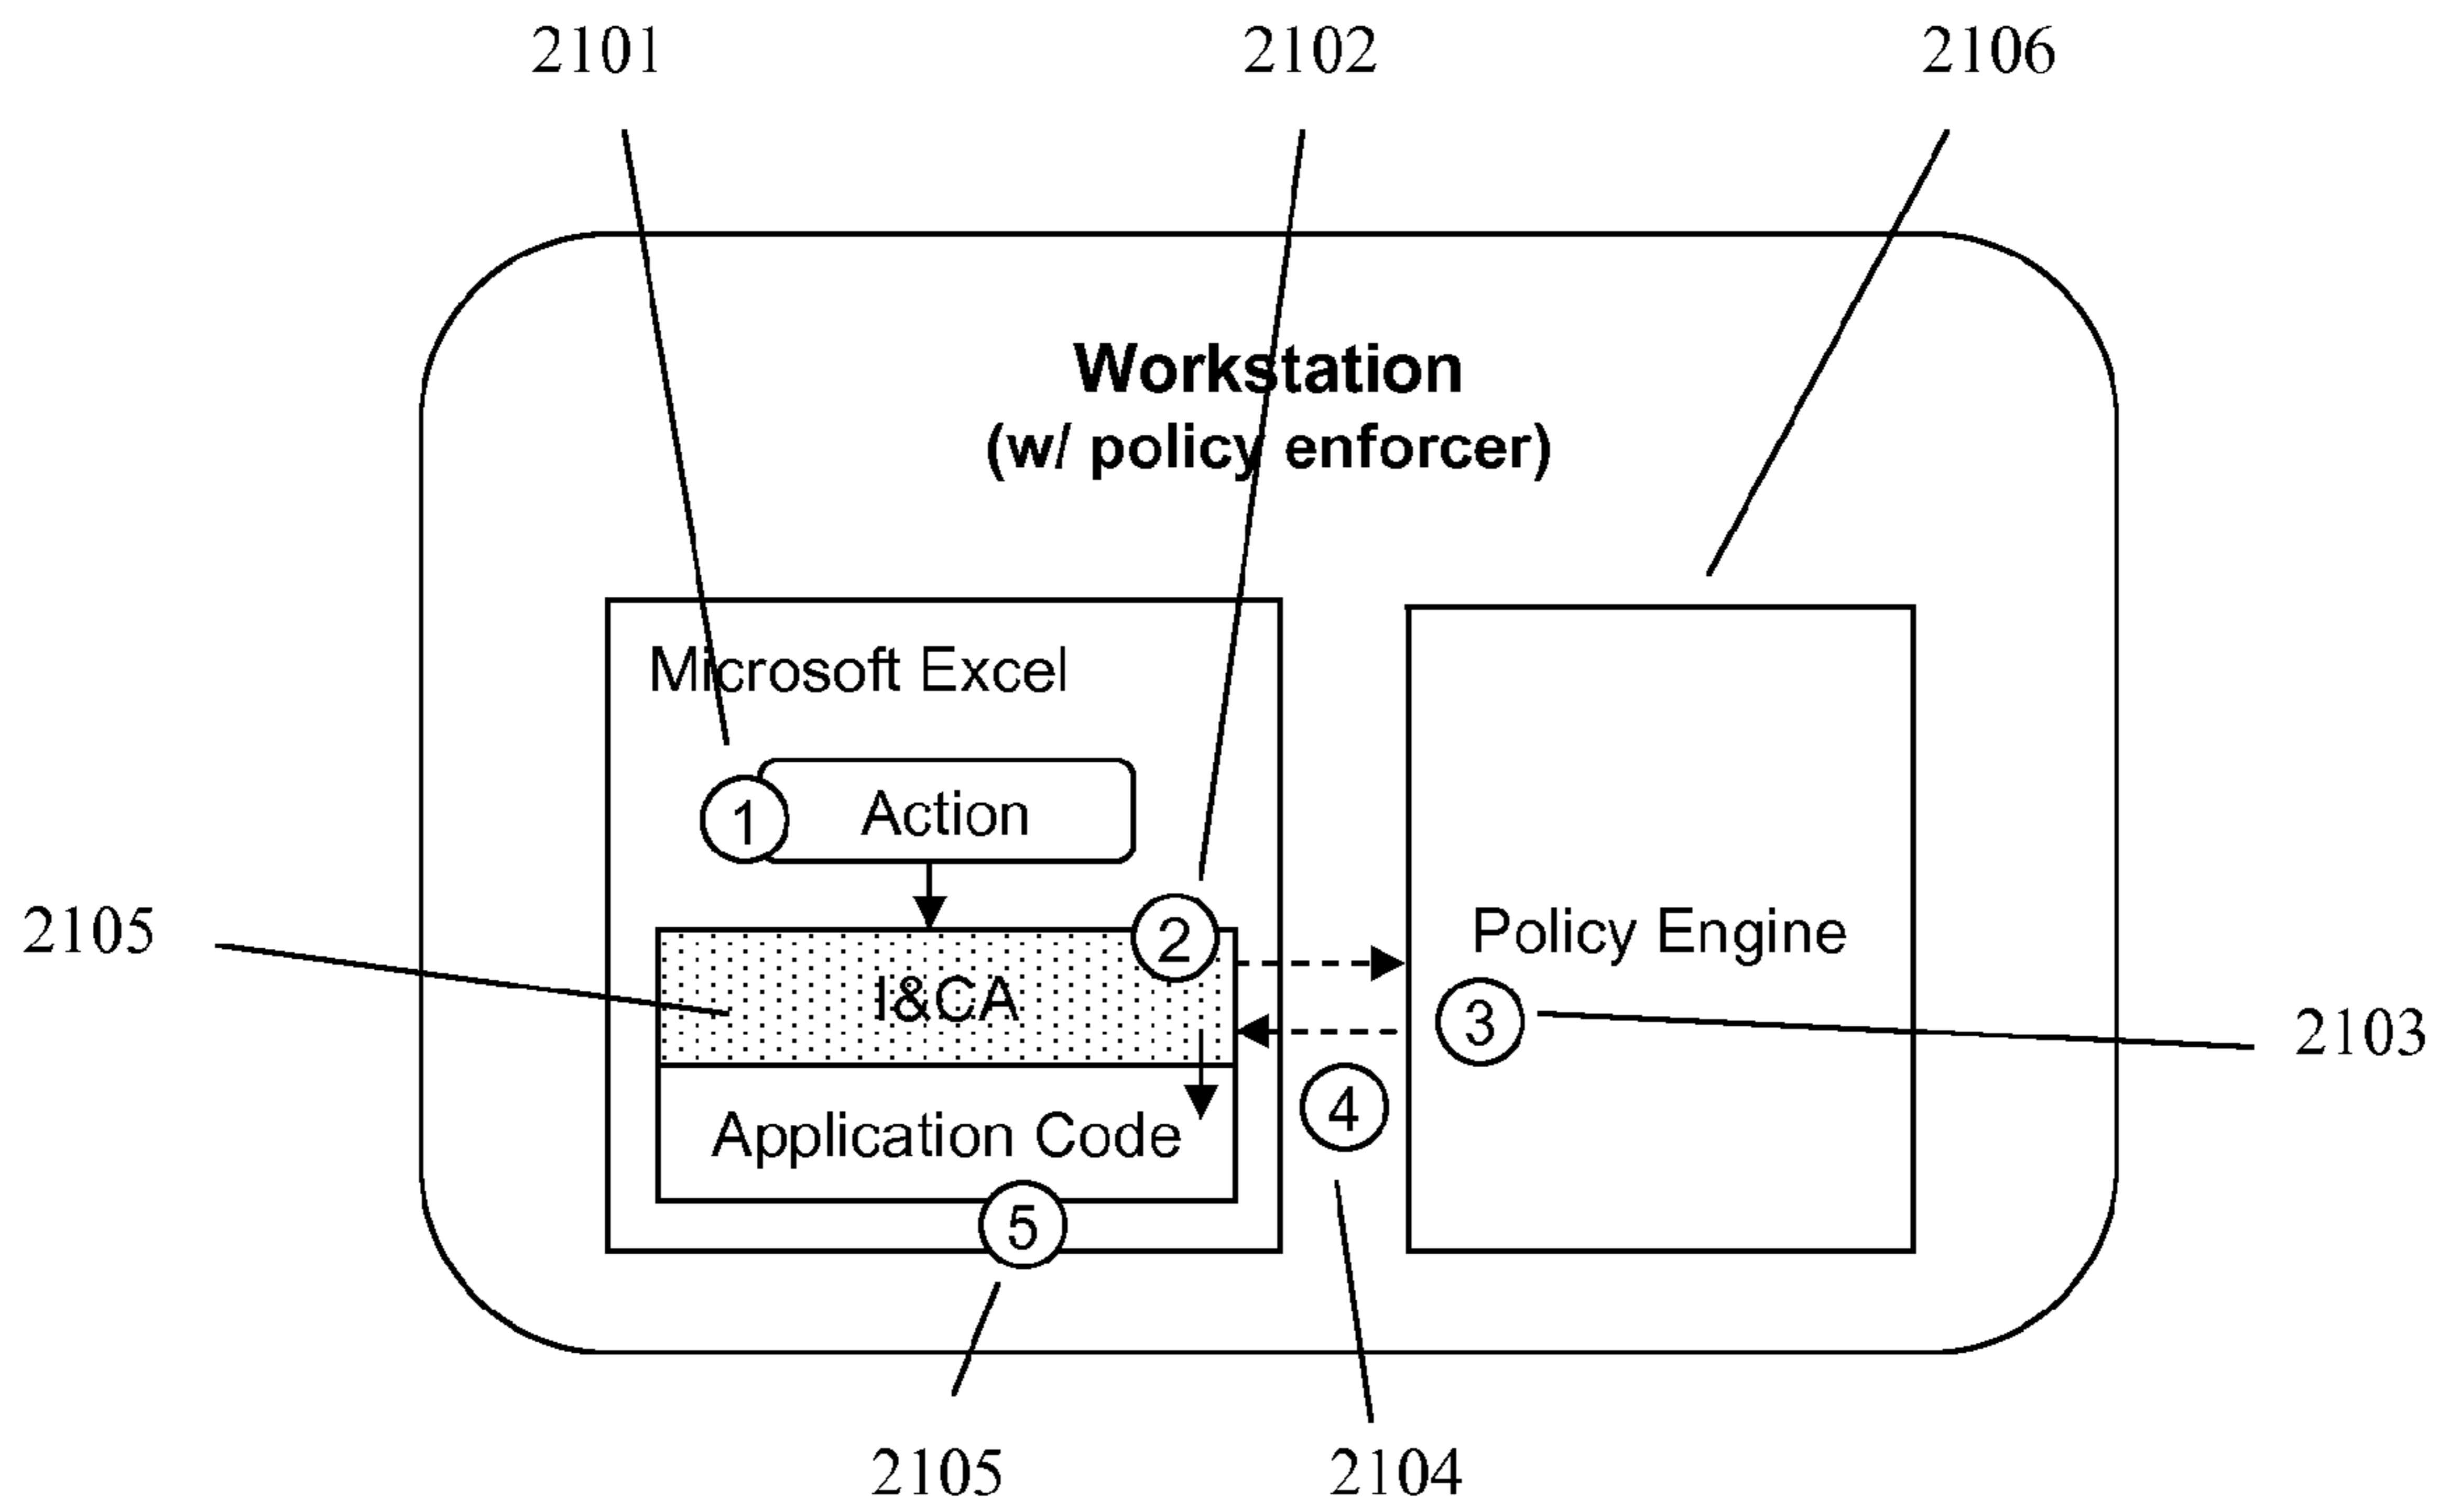 2101
2102
2106
Workstation
(w/ policy enforcer)
Microsoft Excel
1
Action
2105
2
Policy Engine
I&CA
3
2103
4
Application Code
5
2105
2104